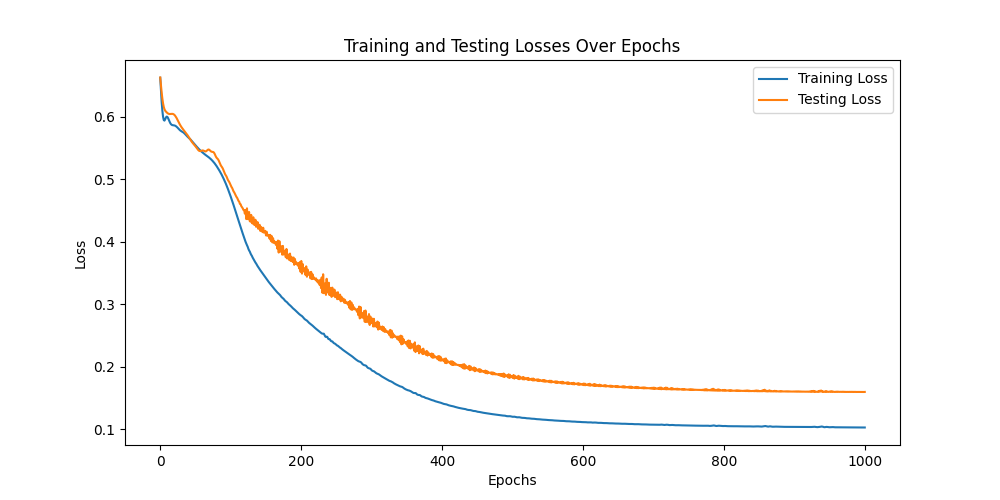 Training and Testing Losses Over Epochs
Training Loss
Testing Loss
Loss
0.6
0.5
0.4
0.3
0.2
0.1
0 200 400 600 800 1000
Epochs